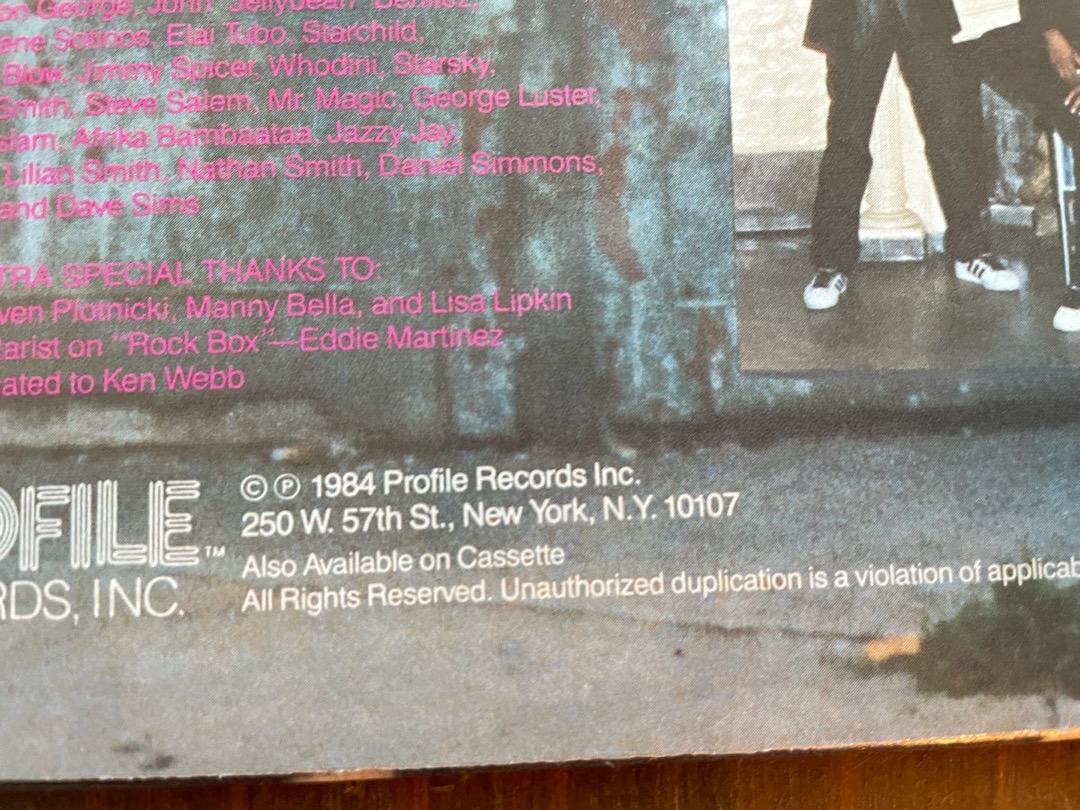 on George, John "Jellybean" Benitez,
ene Sotirios, Elai Tubo, Starchild,
Blow, Jimmy Spicer, Whodini, Starsky,
Smith, Steve Salem, Mr. Magic, George Luster,
slam, Afrika Bambaataa, Jazzy Jay,
Lilian Smith, Nathan Smith, Daniel Simmons,
and Dave Sims
TRA SPECIAL THANKS TO:
ven Plotnicki, Manny Bella, and Lisa Lipkin
tarist on "Rock Box"—Eddie Martinez
ated to Ken Webb
OFILE™
RDS, INC.
© ℗ 1984 Profile Records Inc.
250 W. 57th St., New York, N.Y. 10107
Also Available on Cassette
All Rights Reserved. Unauthorized duplication is a violation of applicab